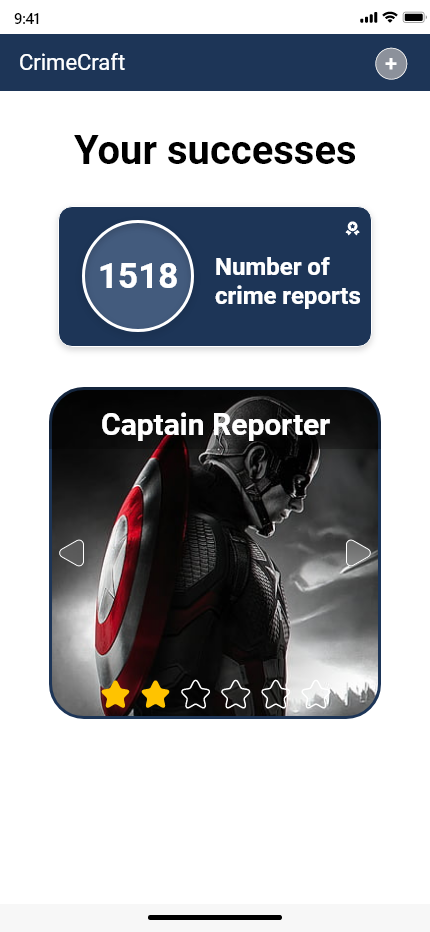 9:41
CrimeCraft
Your successes
1518
Number of
crime reports
Captain Reporter